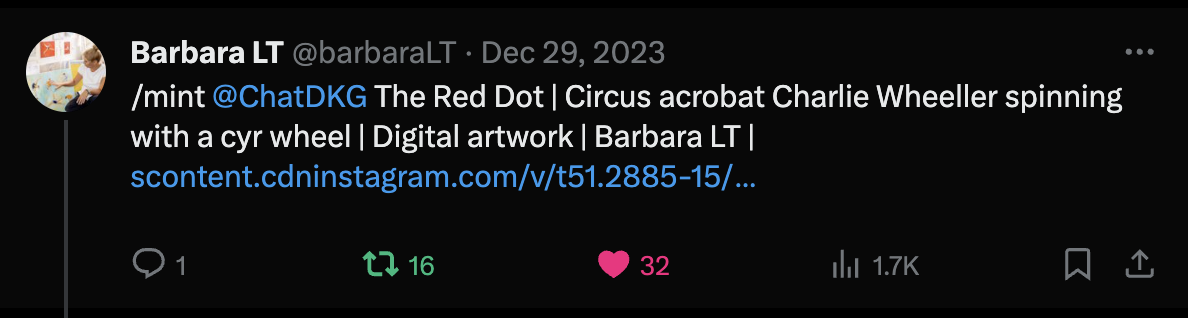 Barbara LT @barbaraLT · Dec 29, 2023
/mint @ChatDKG The Red Dot | Circus acrobat Charlie Wheeller spinning
with a cyr wheel | Digital artwork | Barbara LT |
scontent.cdninstagram.com/v/t51.2885-15/...
1 16 32 1.7K